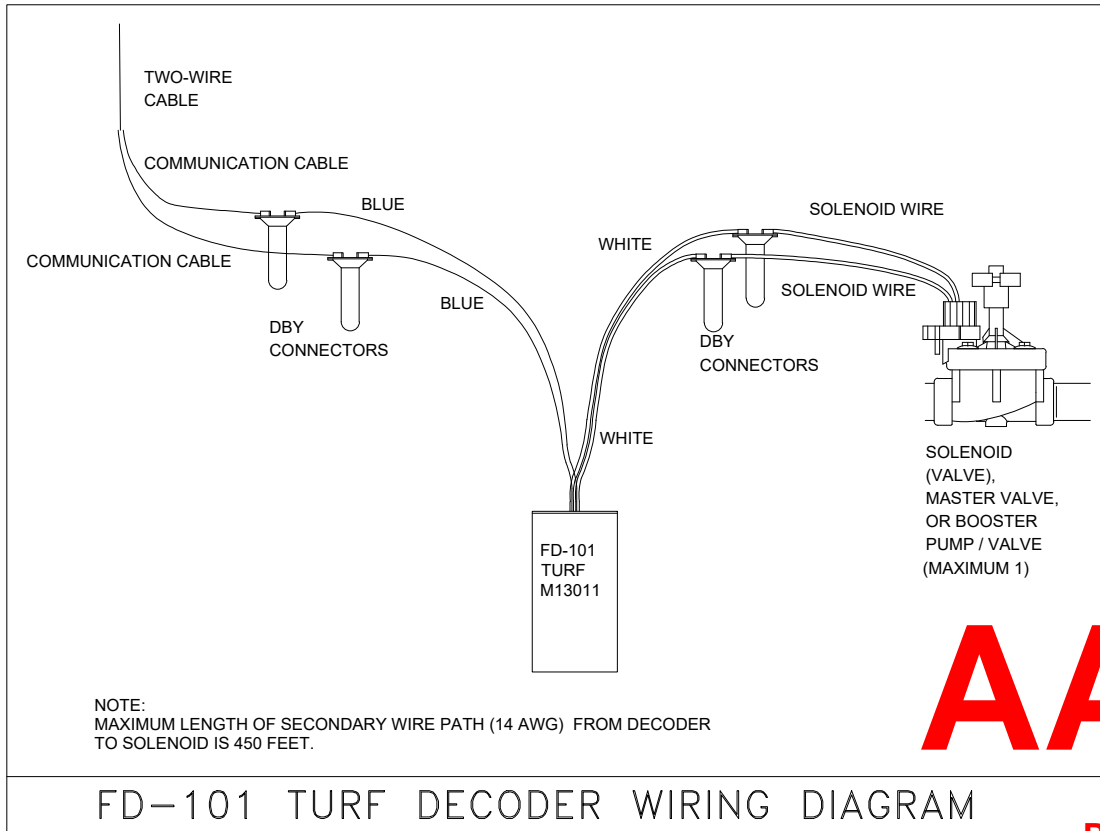 TWO-WIRE
CABLE
COMMUNICATION CABLE
BLUE
SOLENOID WIRE
WHITE
COMMUNICATION CABLE
BLUE
SOLENOID WIRE
DBY
CONNECTORS
DBY
CONNECTORS
WHITE
SOLENOID
(VALVE),
MASTER VALVE,
OR BOOSTER
PUMP / VALVE
(MAXIMUM 1)
FD-101
TURF
M13011
AA
NOTE:
MAXIMUM LENGTH OF SECONDARY WIRE PATH (14 AWG) FROM DECODER
TO SOLENOID IS 450 FEET.
FD-101 TURF DECODER WIRING DIAGRAM